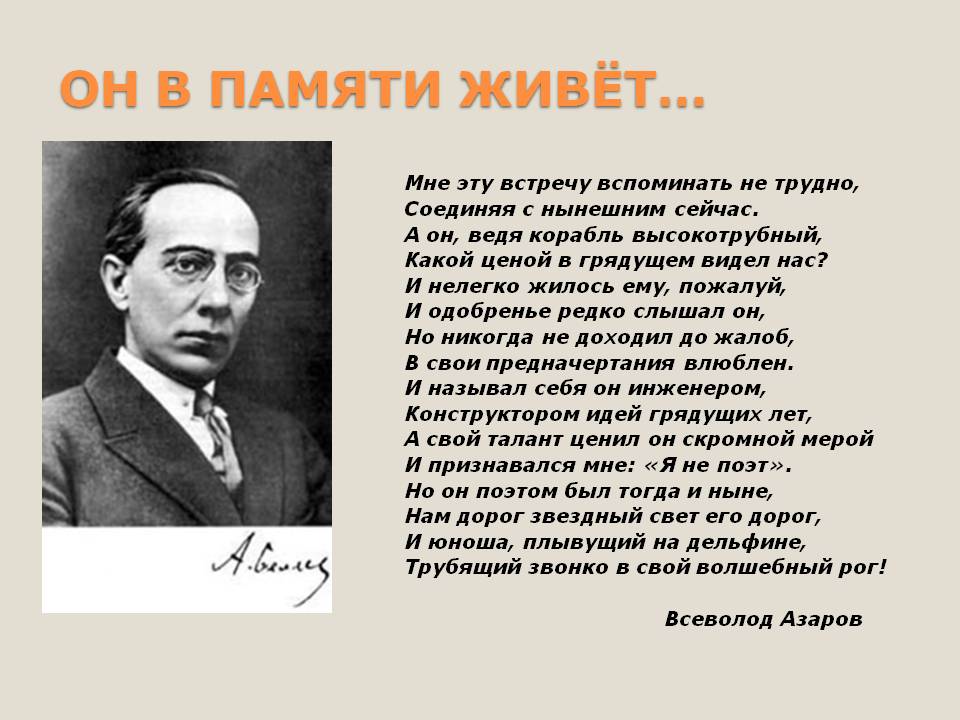 ОН В ПАМЯТИ ЖИВЁТ...
Мне эту встречу вспоминать не трудно,
Соединяя с нынешним сейчас.
А он, ведя корабль высокотрубный,
Какой ценой в грядущем видел нас?
И нелегко жилось ему, пожалуй,
И одобренье редко слышал он,
Но никогда не доходил до жалоб,
В свои предначертания влюблен.
И называл себя он инженером,
Конструктором идей грядущих лет,
А свой талант ценил он скромной мерой
И признавался мне: «Я не поэт».
Но он поэтом был тогда и ныне,
Нам дорог звездный свет его дорог,
И юноша, плывущий на дельфине,
Трубящий звонко в свой волшебный рог!
Всеволод Азаров
А. Беляев